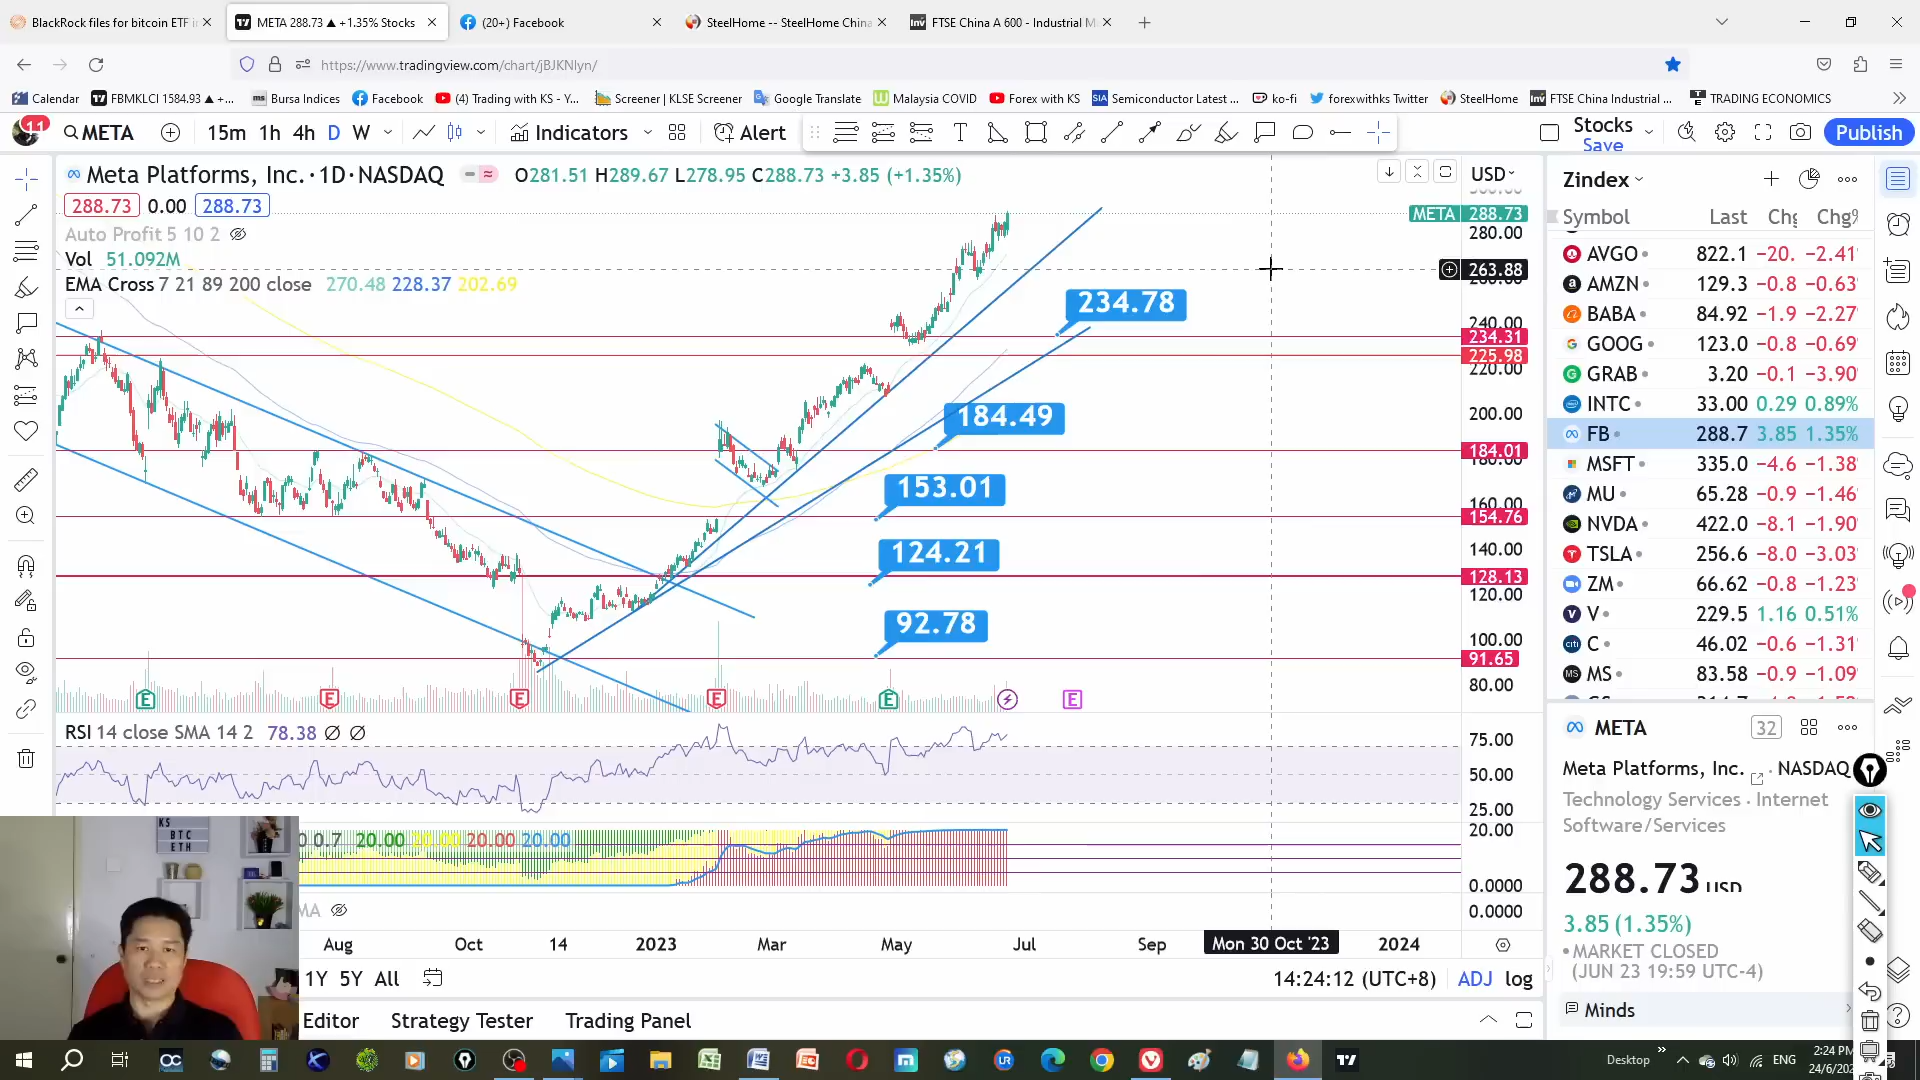 BlackRock files for bitcoin ETF i
META 288.73 ▲ +1.35% Stocks
(20+) Facebook
SteelHome -- SteelHome China
FTSE China A 600 - Industrial M
https://www.tradingview.com/chart/jBJKNlyn/
Calendar
FBMKLCI 1584.93 ▲ +...
Bursa Indices
Facebook
(4) Trading with KS - Y...
Screener | KLSE Screener
Google Translate
Malaysia COVID
Forex with KS
Semiconductor Latest ...
ko-fi
forexwithks Twitter
SteelHome
FTSE China Industrial ...
TRADING ECONOMICS
11
META
15m 1h 4h D W
Indicators
Alert
Stocks
Save
Publish
Meta Platforms, Inc.·1D·NASDAQ
O281.51 H289.67 L278.95 C288.73 +3.85 (+1.35%)
USD
288.73 0.00 288.73
Auto Profit 5 10 2
Vol 51.092M
EMA Cross 7 21 89 200 close 270.48 228.37 202.69
META 288.73
280.00
263.88
240.00
234.31
225.98
220.00
200.00
184.01
160.00
154.76
140.00
128.13
120.00
100.00
91.65
80.00
234.78
184.49
153.01
124.21
92.78
E
E
E
E
E
E
RSI 14 close SMA 14 2 78.38
75.00
50.00
25.00
0 0.7 20.00 20.00 20.00 20.00
20.00
0.0000
MA
0.0000
Aug
Oct
14
2023
Mar
May
Jul
Sep
Mon 30 Oct '23
2024
1Y 5Y All
14:24:12 (UTC+8)
ADJ log
Editor
Strategy Tester
Trading Panel
KS
BTC
ETH
Zindex
Symbol Last Chg Chg%
AVGO 822.1 −20. −2.41
AMZN 129.3 −0.8 −0.63
BABA 84.92 −1.9 −2.27
GOOG 123.0 −0.8 −0.69
GRAB 3.20 −0.1 −3.90
INTC 33.00 0.29 0.89%
FB 288.7 3.85 1.35%
MSFT 335.0 −4.6 −1.38
MU 65.28 −0.9 −1.46
NVDA 422.0 −8.1 −1.90
TSLA 256.6 −8.0 −3.03
ZM 66.62 −0.8 −1.23
V 229.5 1.16 0.51%
C 46.02 −0.6 −1.31
MS 83.58 −0.9 −1.09
META
32
Meta Platforms, Inc. · NASDAQ
Technology Services · Internet
Software/Services
288.73 USD
3.85 (1.35%)
MARKET CLOSED
(JUN 23 19:59 UTC-4)
Minds
Desktop
ENG
2:24 PM
24/6/20